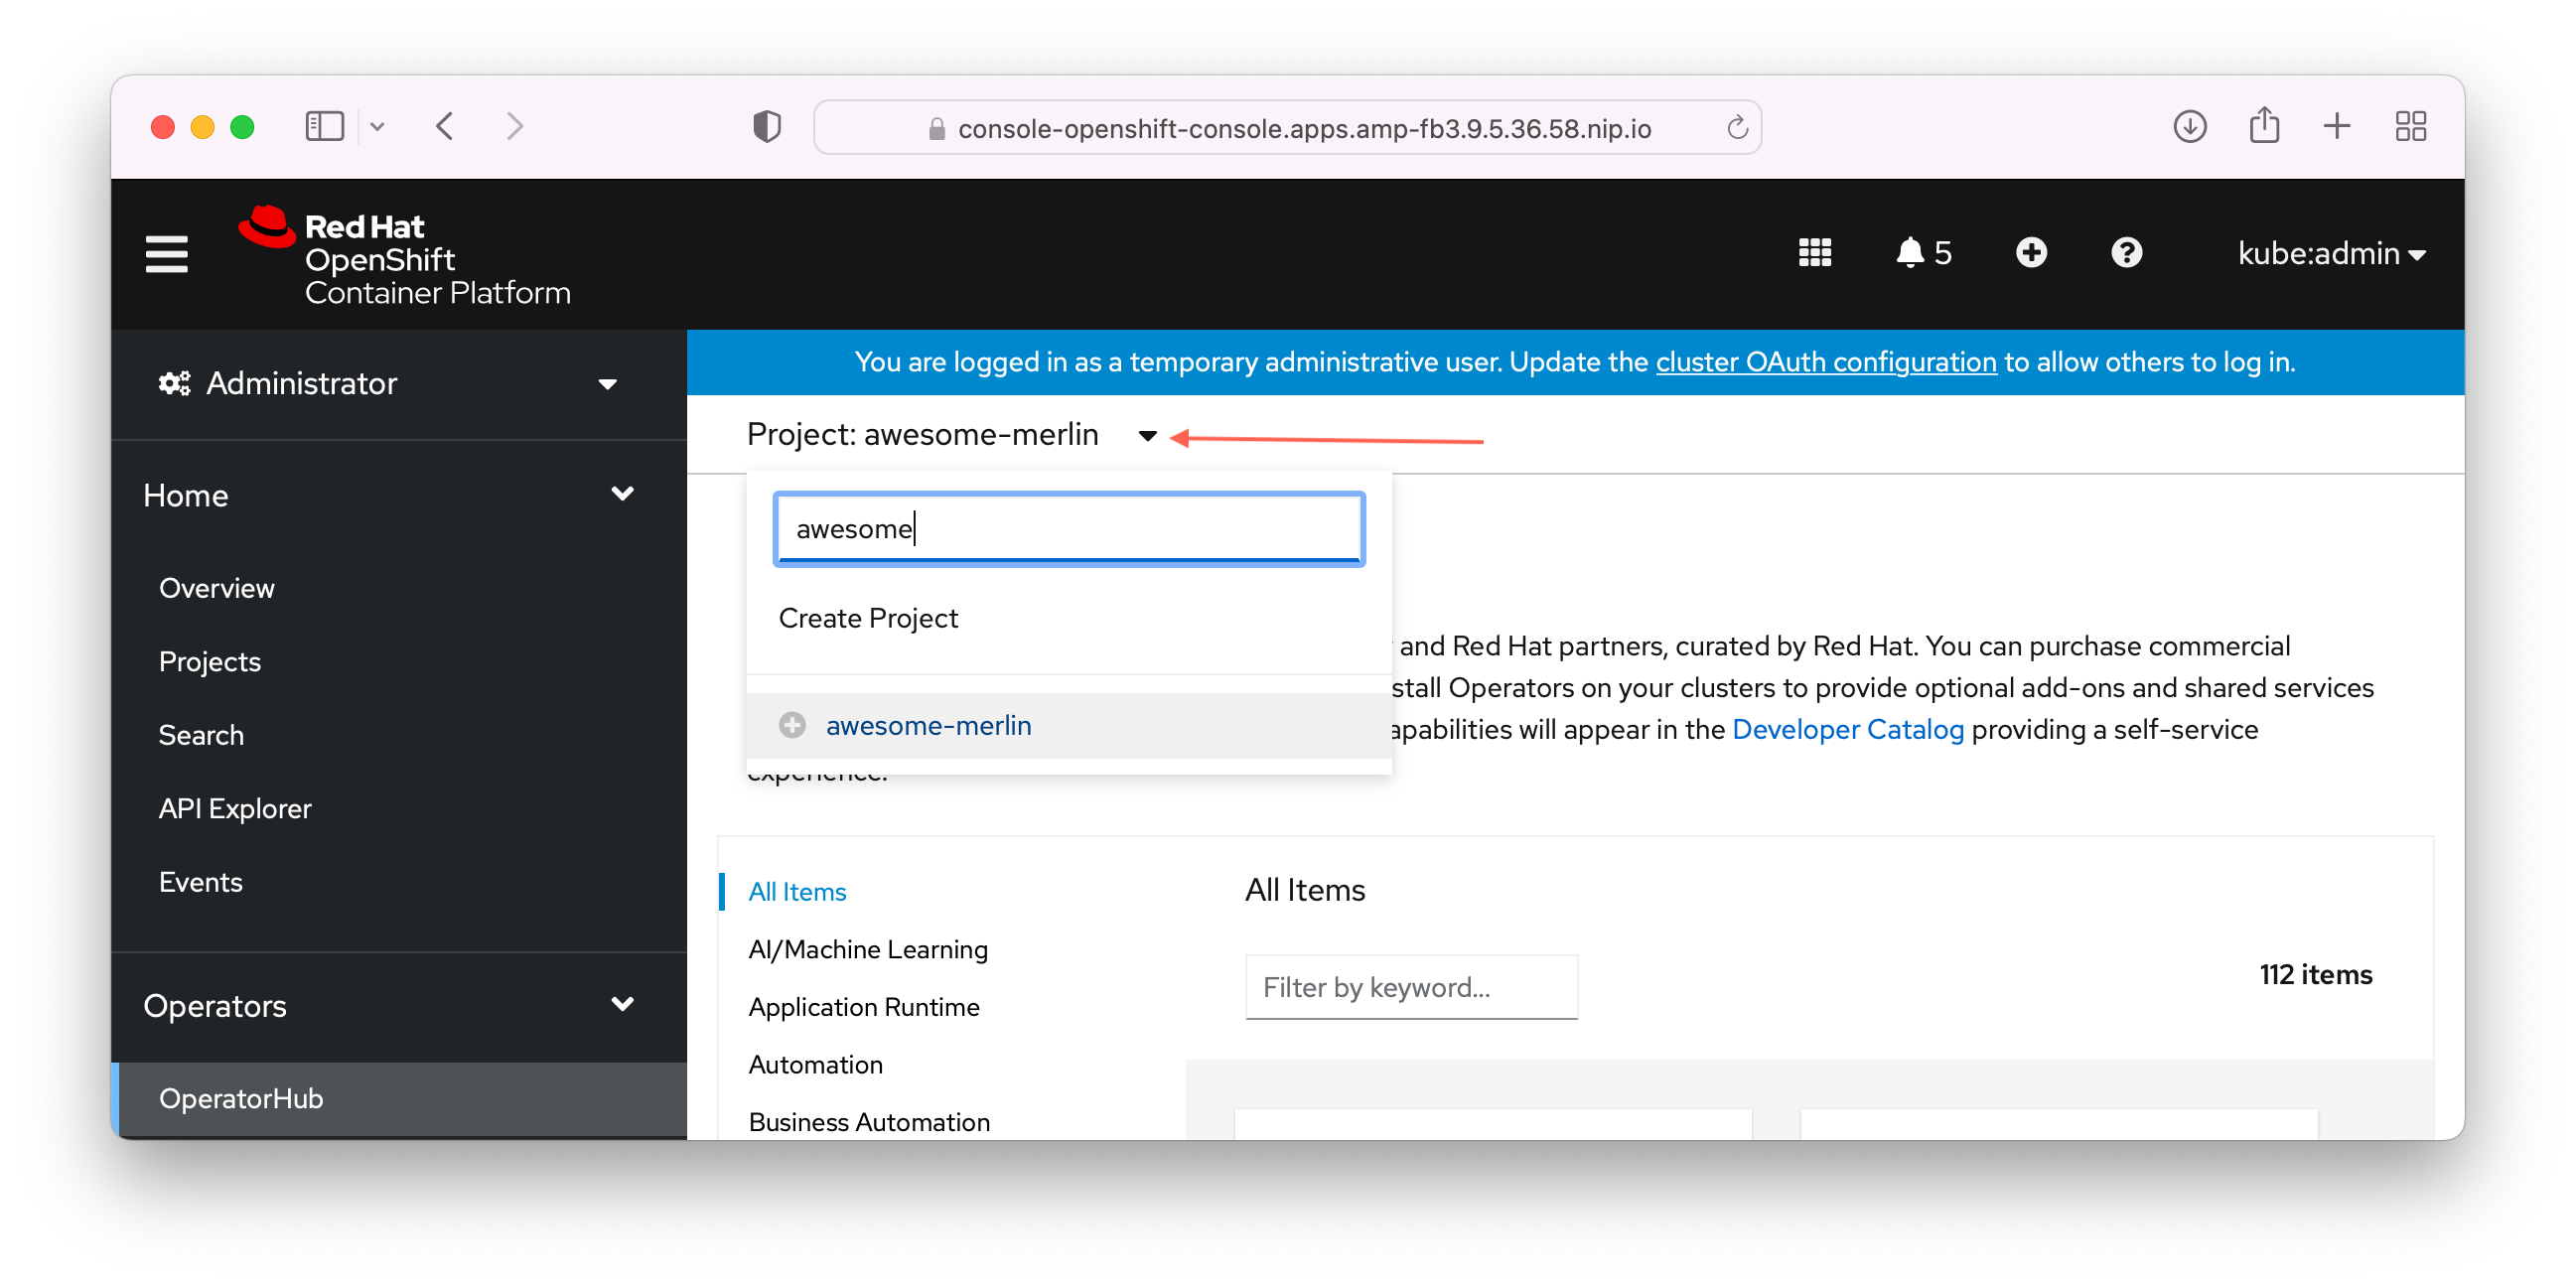 console-openshift-console.apps.amp-fb3.9.5.36.58.nip.io
Red Hat
OpenShift
Container Platform
5
kube:admin
Administrator
You are logged in as a temporary administrative user. Update the cluster OAuth configuration to allow others to log in.
Project: awesome-merlin
Home
awesome
Overview
Create Project
Projects
and Red Hat partners, curated by Red Hat. You can purchase commercial
stall Operators on your clusters to provide optional add-ons and shared services
Search
awesome-merlin
apabilities will appear in the Developer Catalog providing a self-service
experience.
API Explorer
Events
All Items
All Items
AI/Machine Learning
112 items
Filter by keyword...
Operators
Application Runtime
Automation
OperatorHub
Business Automation